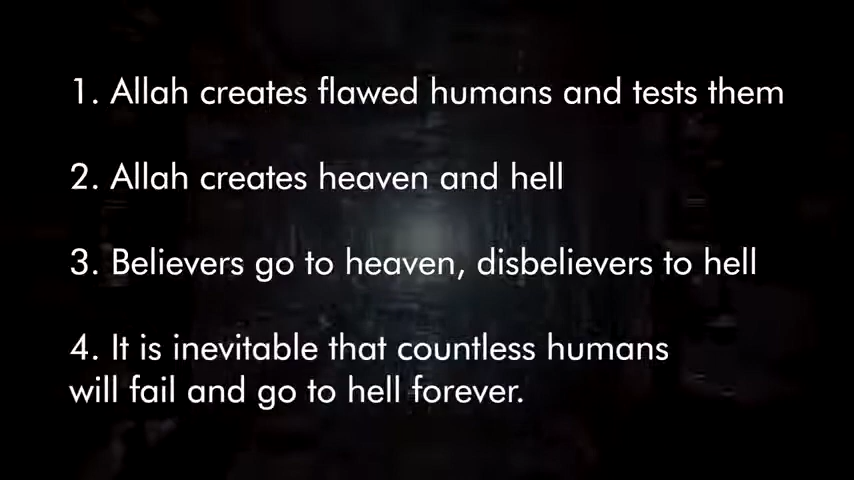 1. Allah creates flawed humans and tests them
2. Allah creates heaven and hell
3. Believers go to heaven, disbelievers to hell
4. It is inevitable that countless humans
will fail and go to hell forever.